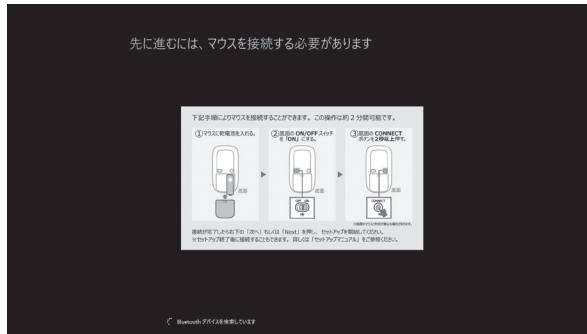 先に進むには、マウスを接続する必要があります
下記手順によりマウスを接続することができます。この操作は約 2 分間可能です。
①マウスに乾電池を入れる。
②底面の ON/OFF スイッチ
を「ON」にする。
③底面の CONNECT
ボタンを2秒以上押す。
底面
底面
底面
OFF ON
CONNECT
接続が完了したら右下の「次へ」もしくは「Next」を押し、セットアップを開始してください。
※セットアップ終了後に接続することもできます。詳しくは「セットアップマニュアル」をご参照ください。
Bluetooth デバイスを検索しています